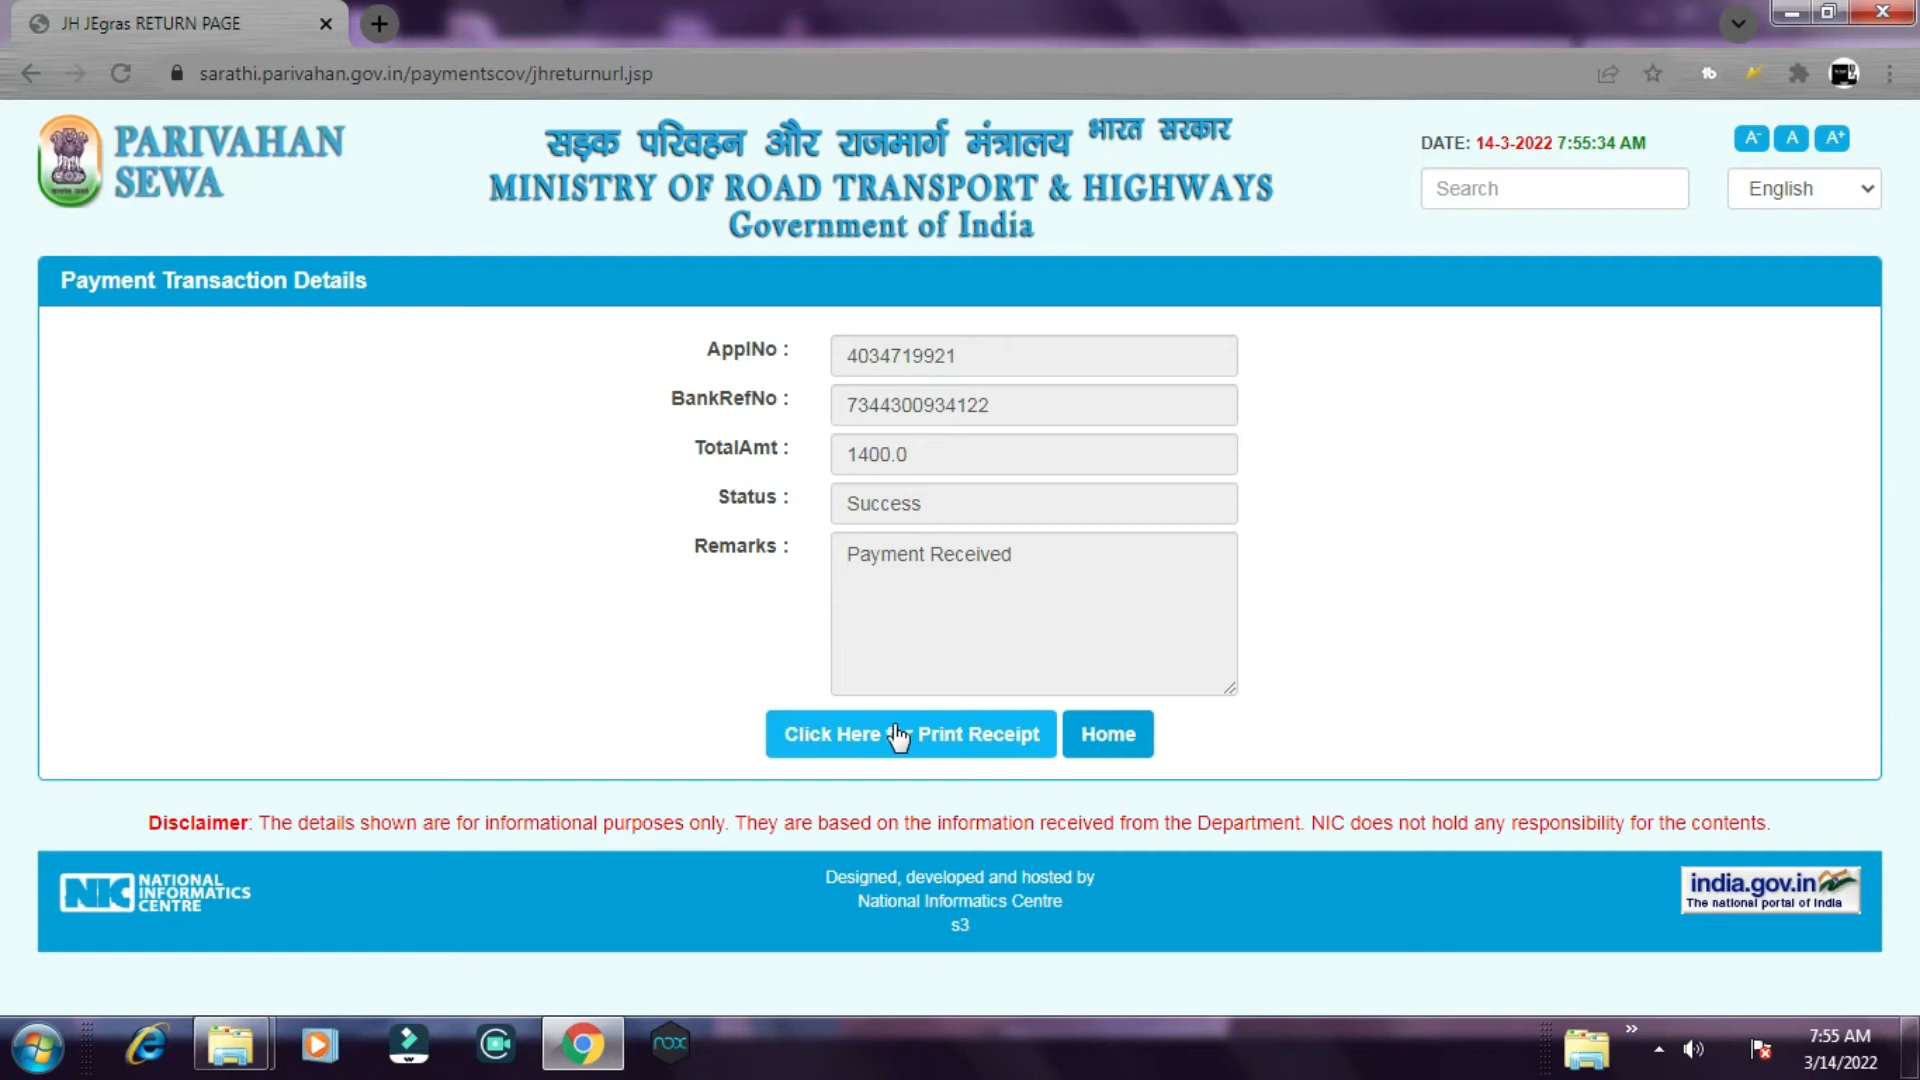 JH JEgras RETURN PAGE
sarathi.parivahan.gov.in/paymentscov/jhreturnurl.jsp
PARIVAHAN
SEWA
सड़क परिवहन और राजमार्ग मंत्रालय भारत सरकार
MINISTRY OF ROAD TRANSPORT & HIGHWAYS
Government of India
DATE: 14-3-2022 7:55:34 AM
A- A A+
Search
English
Payment Transaction Details
ApplNo :
4034719921
BankRefNo :
7344300934122
TotalAmt :
1400.0
Status :
Success
Remarks :
Payment Received
Click Here Print Receipt
Home
Disclaimer: The details shown are for informational purposes only. They are based on the information received from the Department. NIC does not hold any responsibility for the contents.
NIC NATIONAL
INFORMATICS
CENTRE
Designed, developed and hosted by
National Informatics Centre
s3
india.gov.in
The national portal of India
nox
7:55 AM
3/14/2022